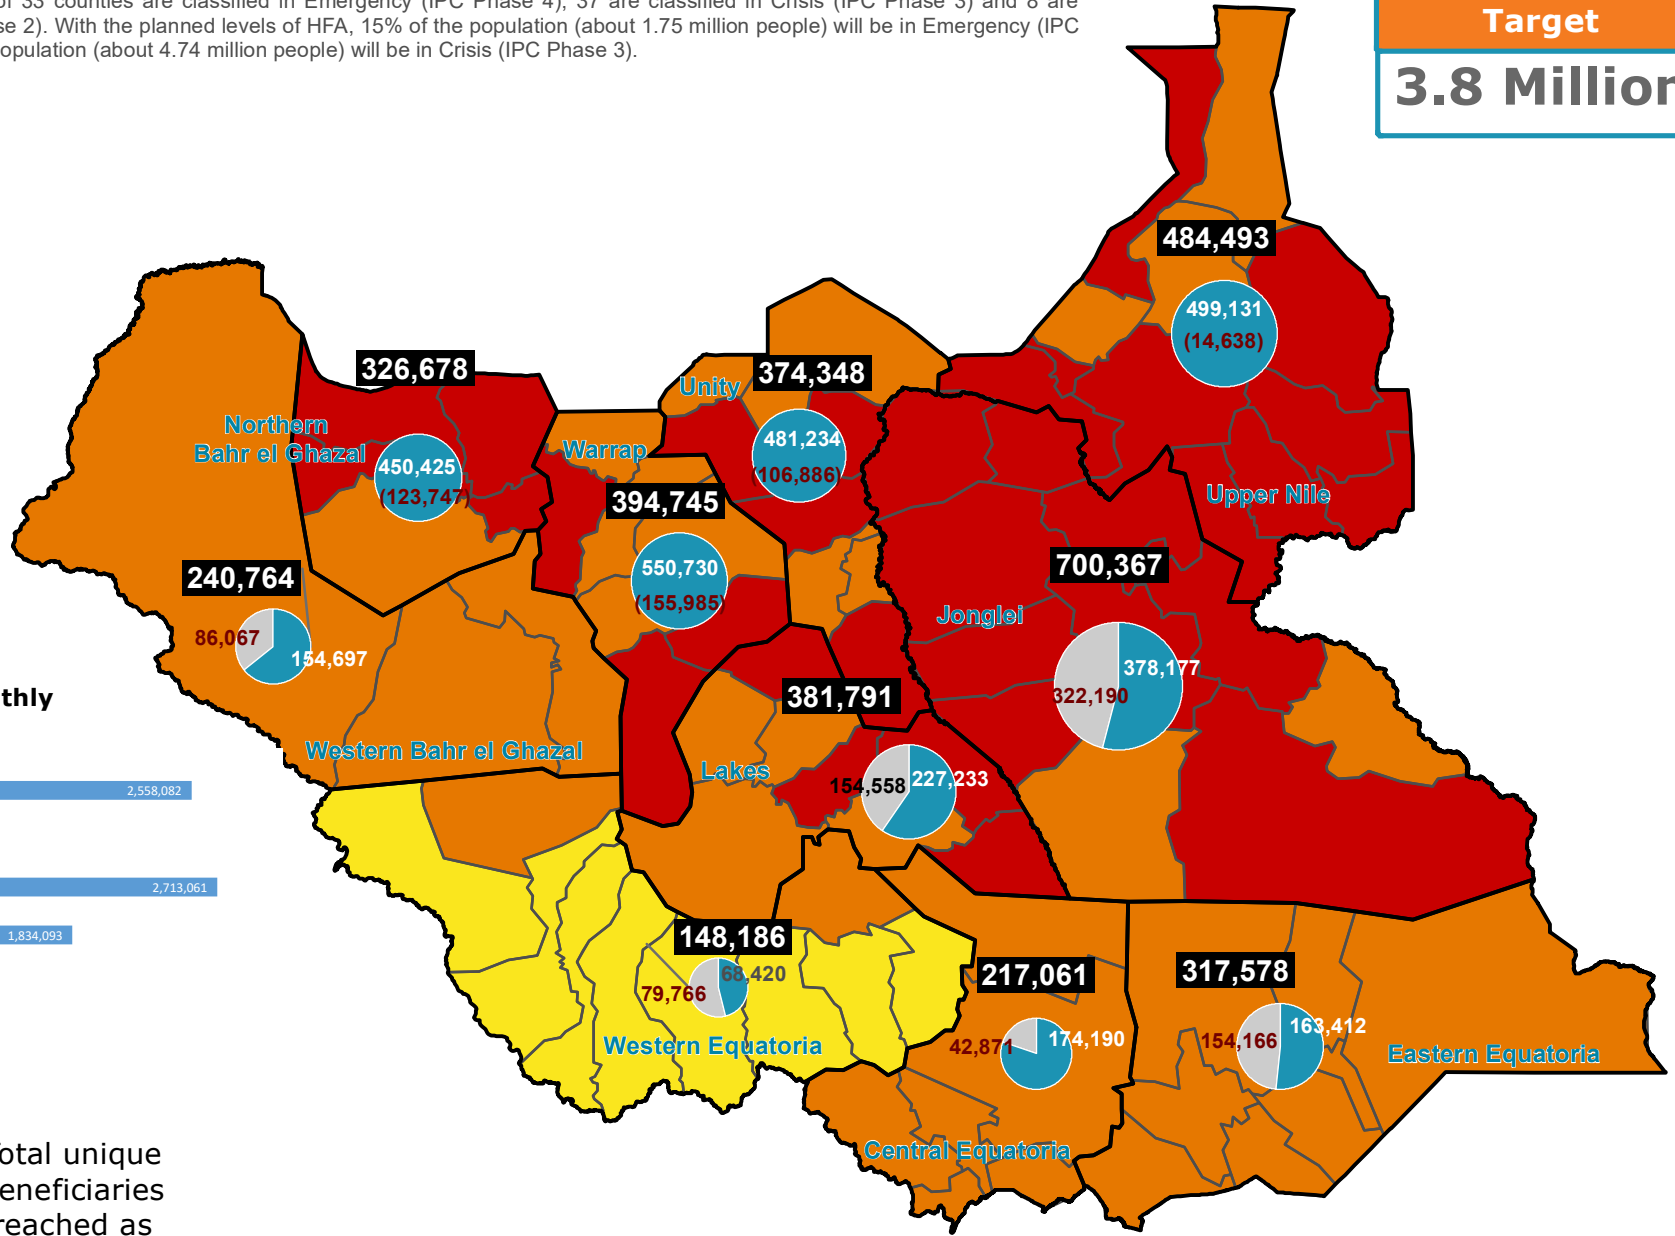 of 33 counties are classified in Emergency (IPC Phase 4), 37 are classified in Crisis (IPC Phase 3) and 8 are
se 2). With the planned levels of HFA, 15% of the population (about 1.75 million people) will be in Emergency (IPC
opulation (about 4.74 million people) will be in Crisis (IPC Phase 3).
Target
3.8 Million
484,493
499,131
(14,638)
326,678
Northern
Bahr el Ghazal
450,425
(123,747)
Unity
374,348
481,234
(106,886)
Warrap
394,745
550,730
(155,985)
Upper Nile
700,367
Jonglei
378,177
322,190
240,764
86,067
154,697
Western Bahr el Ghazal
381,791
Lakes
154,558
227,233
thly
2,558,082
2,713,061
1,834,093
148,186
68,420
79,766
Western Equatoria
217,061
42,871
174,190
Central Equatoria
317,578
154,166
163,412
Eastern Equatoria
otal unique
eneficiaries
reached as